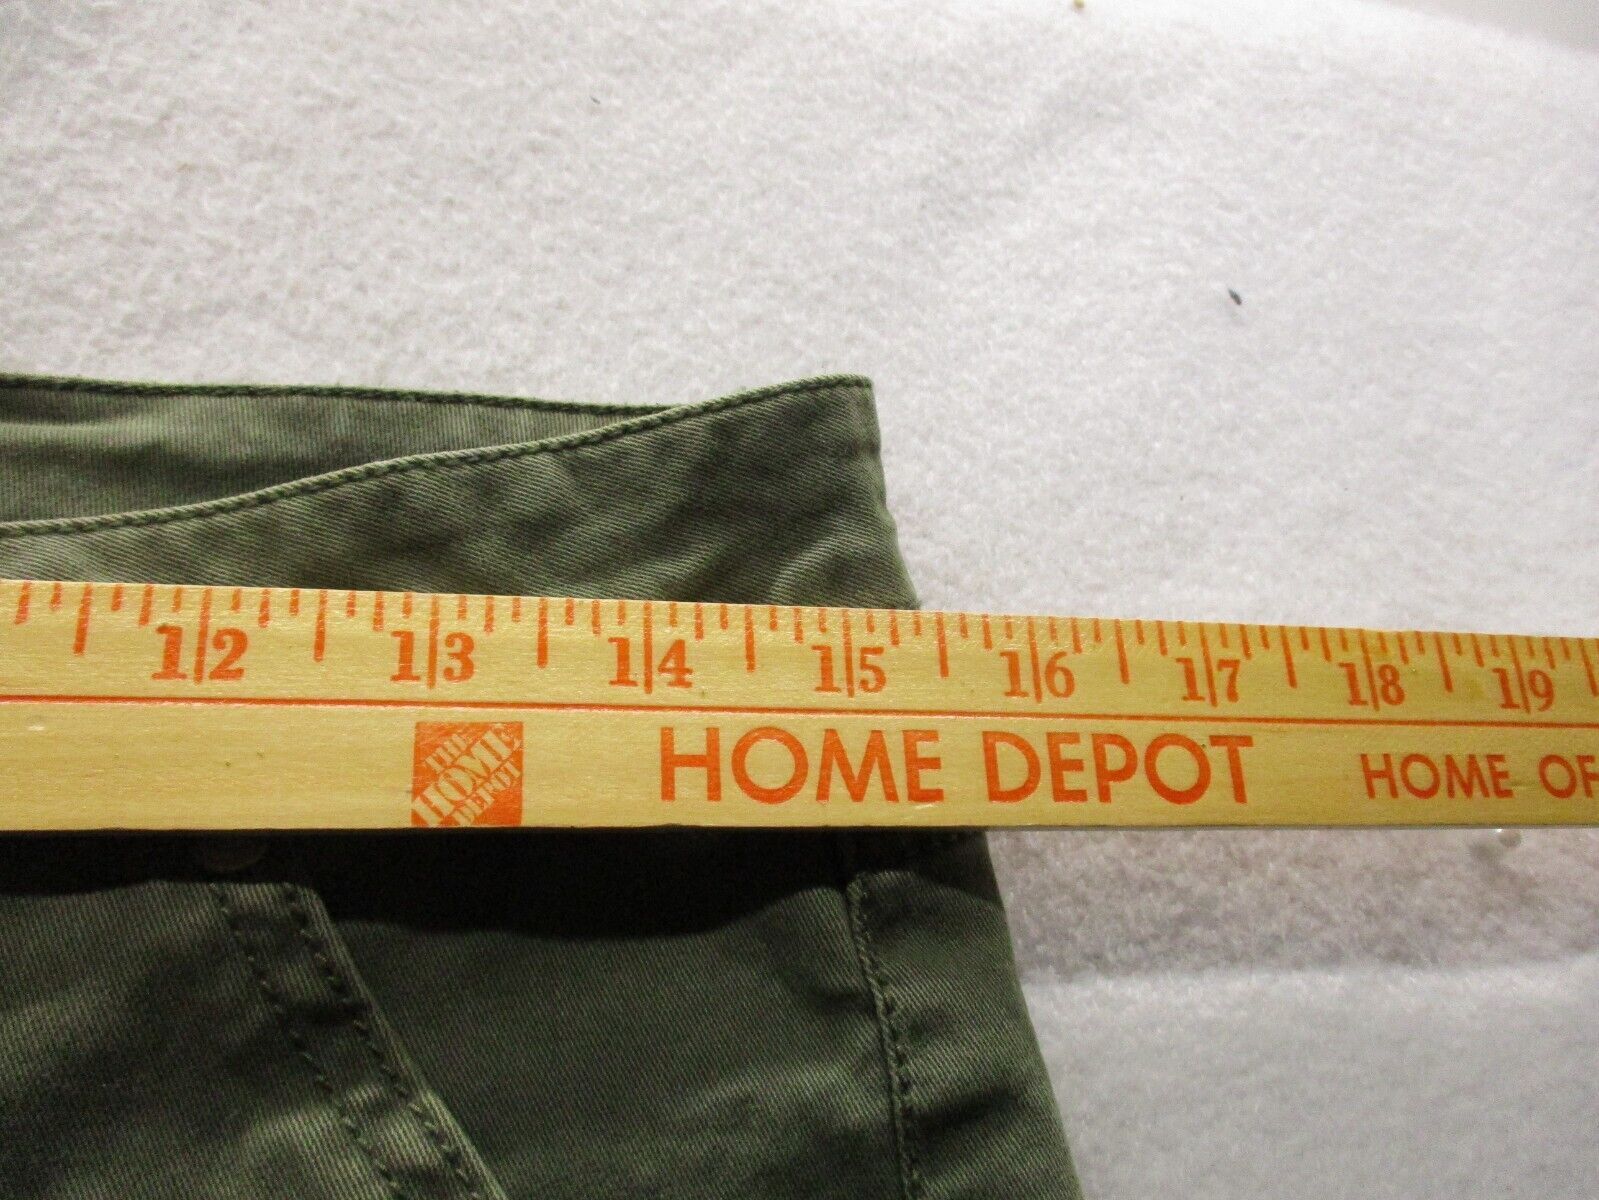 12 13 14 15 16 17 18 19
THE HOME DEPOT HOME DEPOT HOME OF